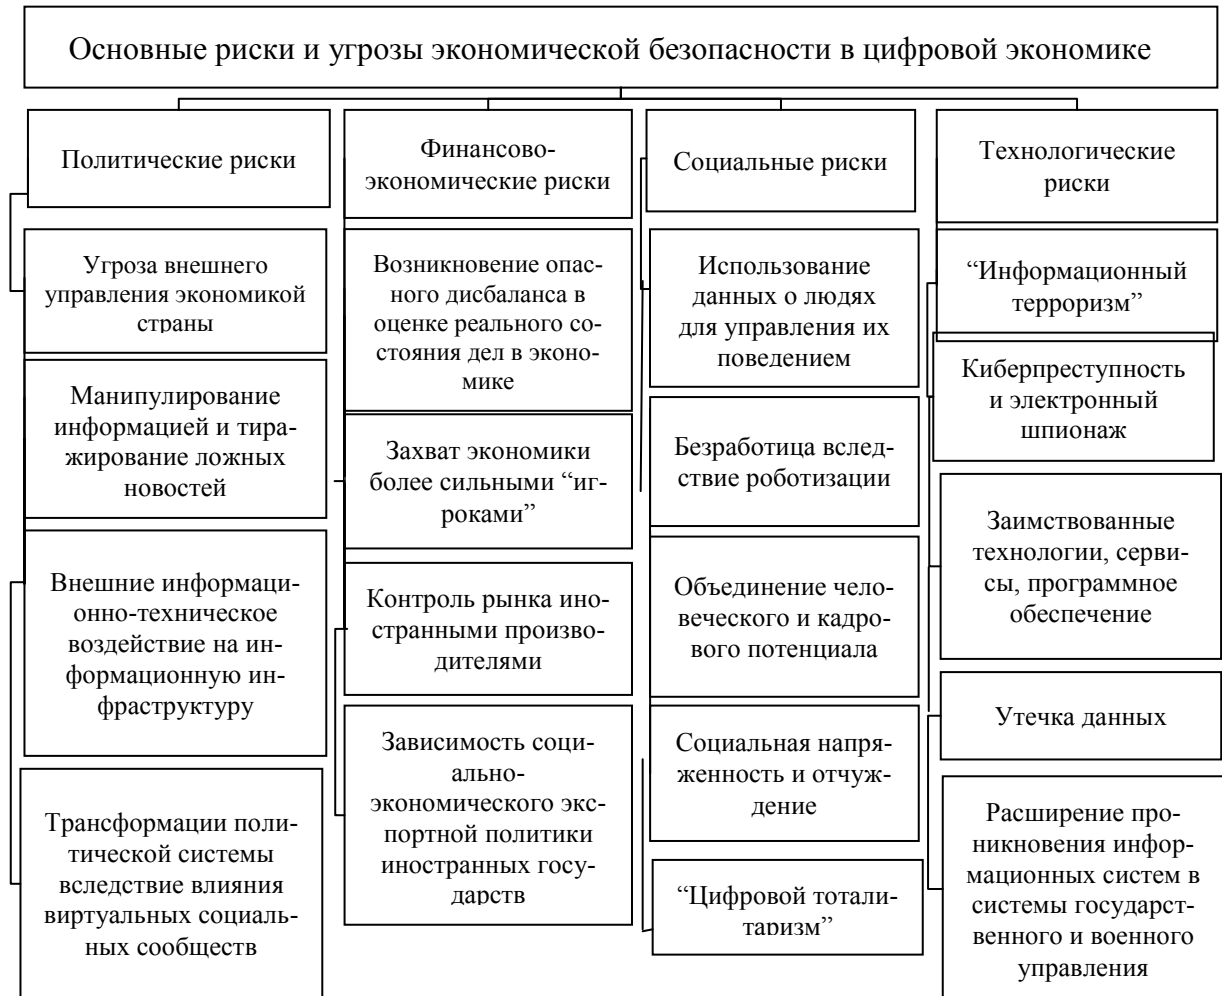 Основные риски и угрозы экономической безопасности в цифровой экономике
Политические риски
Угроза внешнего
управления экономикой
страны
Манипулирование
информацией и тира-
жирование ложных
новостей
Внешние информаци-
онно-техническое
воздействие на ин-
формационную ин-
фраструктуру
Трансформации поли-
тической системы
вследствие влияния
виртуальных социаль-
ных сообществ
Финансово-
экономические риски
Возникновение опас-
ного дисбаланса в
оценке реального со-
стояния дел в эконо-
мике
Захват экономики
более сильными “иг-
роками”
Контроль рынка ино-
странными произво-
дителями
Зависимость соци-
ально-
экономического экс-
портной политики
иностранных госу-
дарств
Социальные риски
Использование
данных о людях
для управления их
поведением
Безработица вслед-
ствие роботизации
Объединение чело-
веческого и кадро-
вого потенциала
Социальная напря-
женность и отчуж-
дение
“Цифровой тотали-
таризм”
Технологические
риски
“Информационный
терроризм”
Киберпреступность
и электронный
шпионаж
Заимствованные
технологии, серви-
сы, программное
обеспечение
Утечка данных
Расширение про-
никновения инфор-
мационных систем в
системы государст-
венного и военного
управления